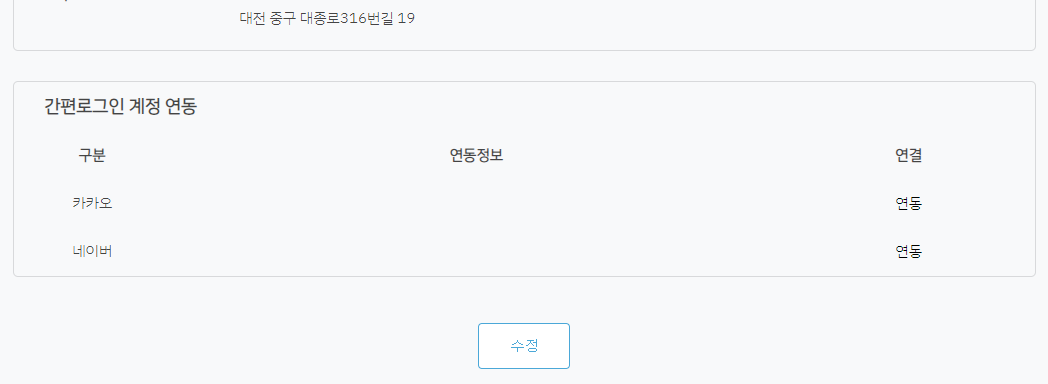 대전 중구 대종로316번길 19
간편로그인 계정 연동
구분 연동정보 연결
카카오 연동
네이버 연동
수정